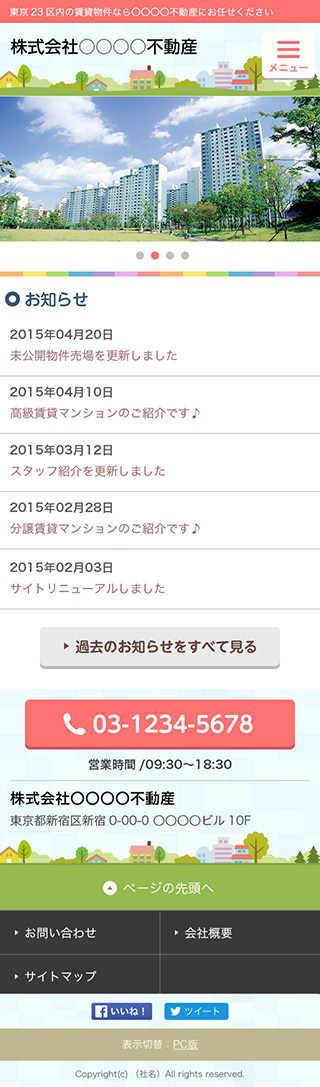 東京23区内の賃貸物件なら〇〇〇〇不動産にお任せください
株式会社〇〇〇〇不動産
メニュー
お知らせ
2015年04月20日
未公開物件売場を更新しました
2015年04月10日
高級賃貸マンションのご紹介です♪
2015年03月12日
スタッフ紹介を更新しました
2015年02月28日
分譲賃貸マンションのご紹介です♪
2015年02月03日
サイトリニューアルしました
過去のお知らせをすべて見る
03-1234-5678
営業時間 /09:30〜18:30
株式会社〇〇〇〇不動産
東京都新宿区新宿 0-00-0 〇〇〇〇ビル 10F
ページの先頭へ
お問い合わせ
会社概要
サイトマップ
いいね！
ツイート
表示切替：PC版
Copyright(c) （社名）All rights reserved.